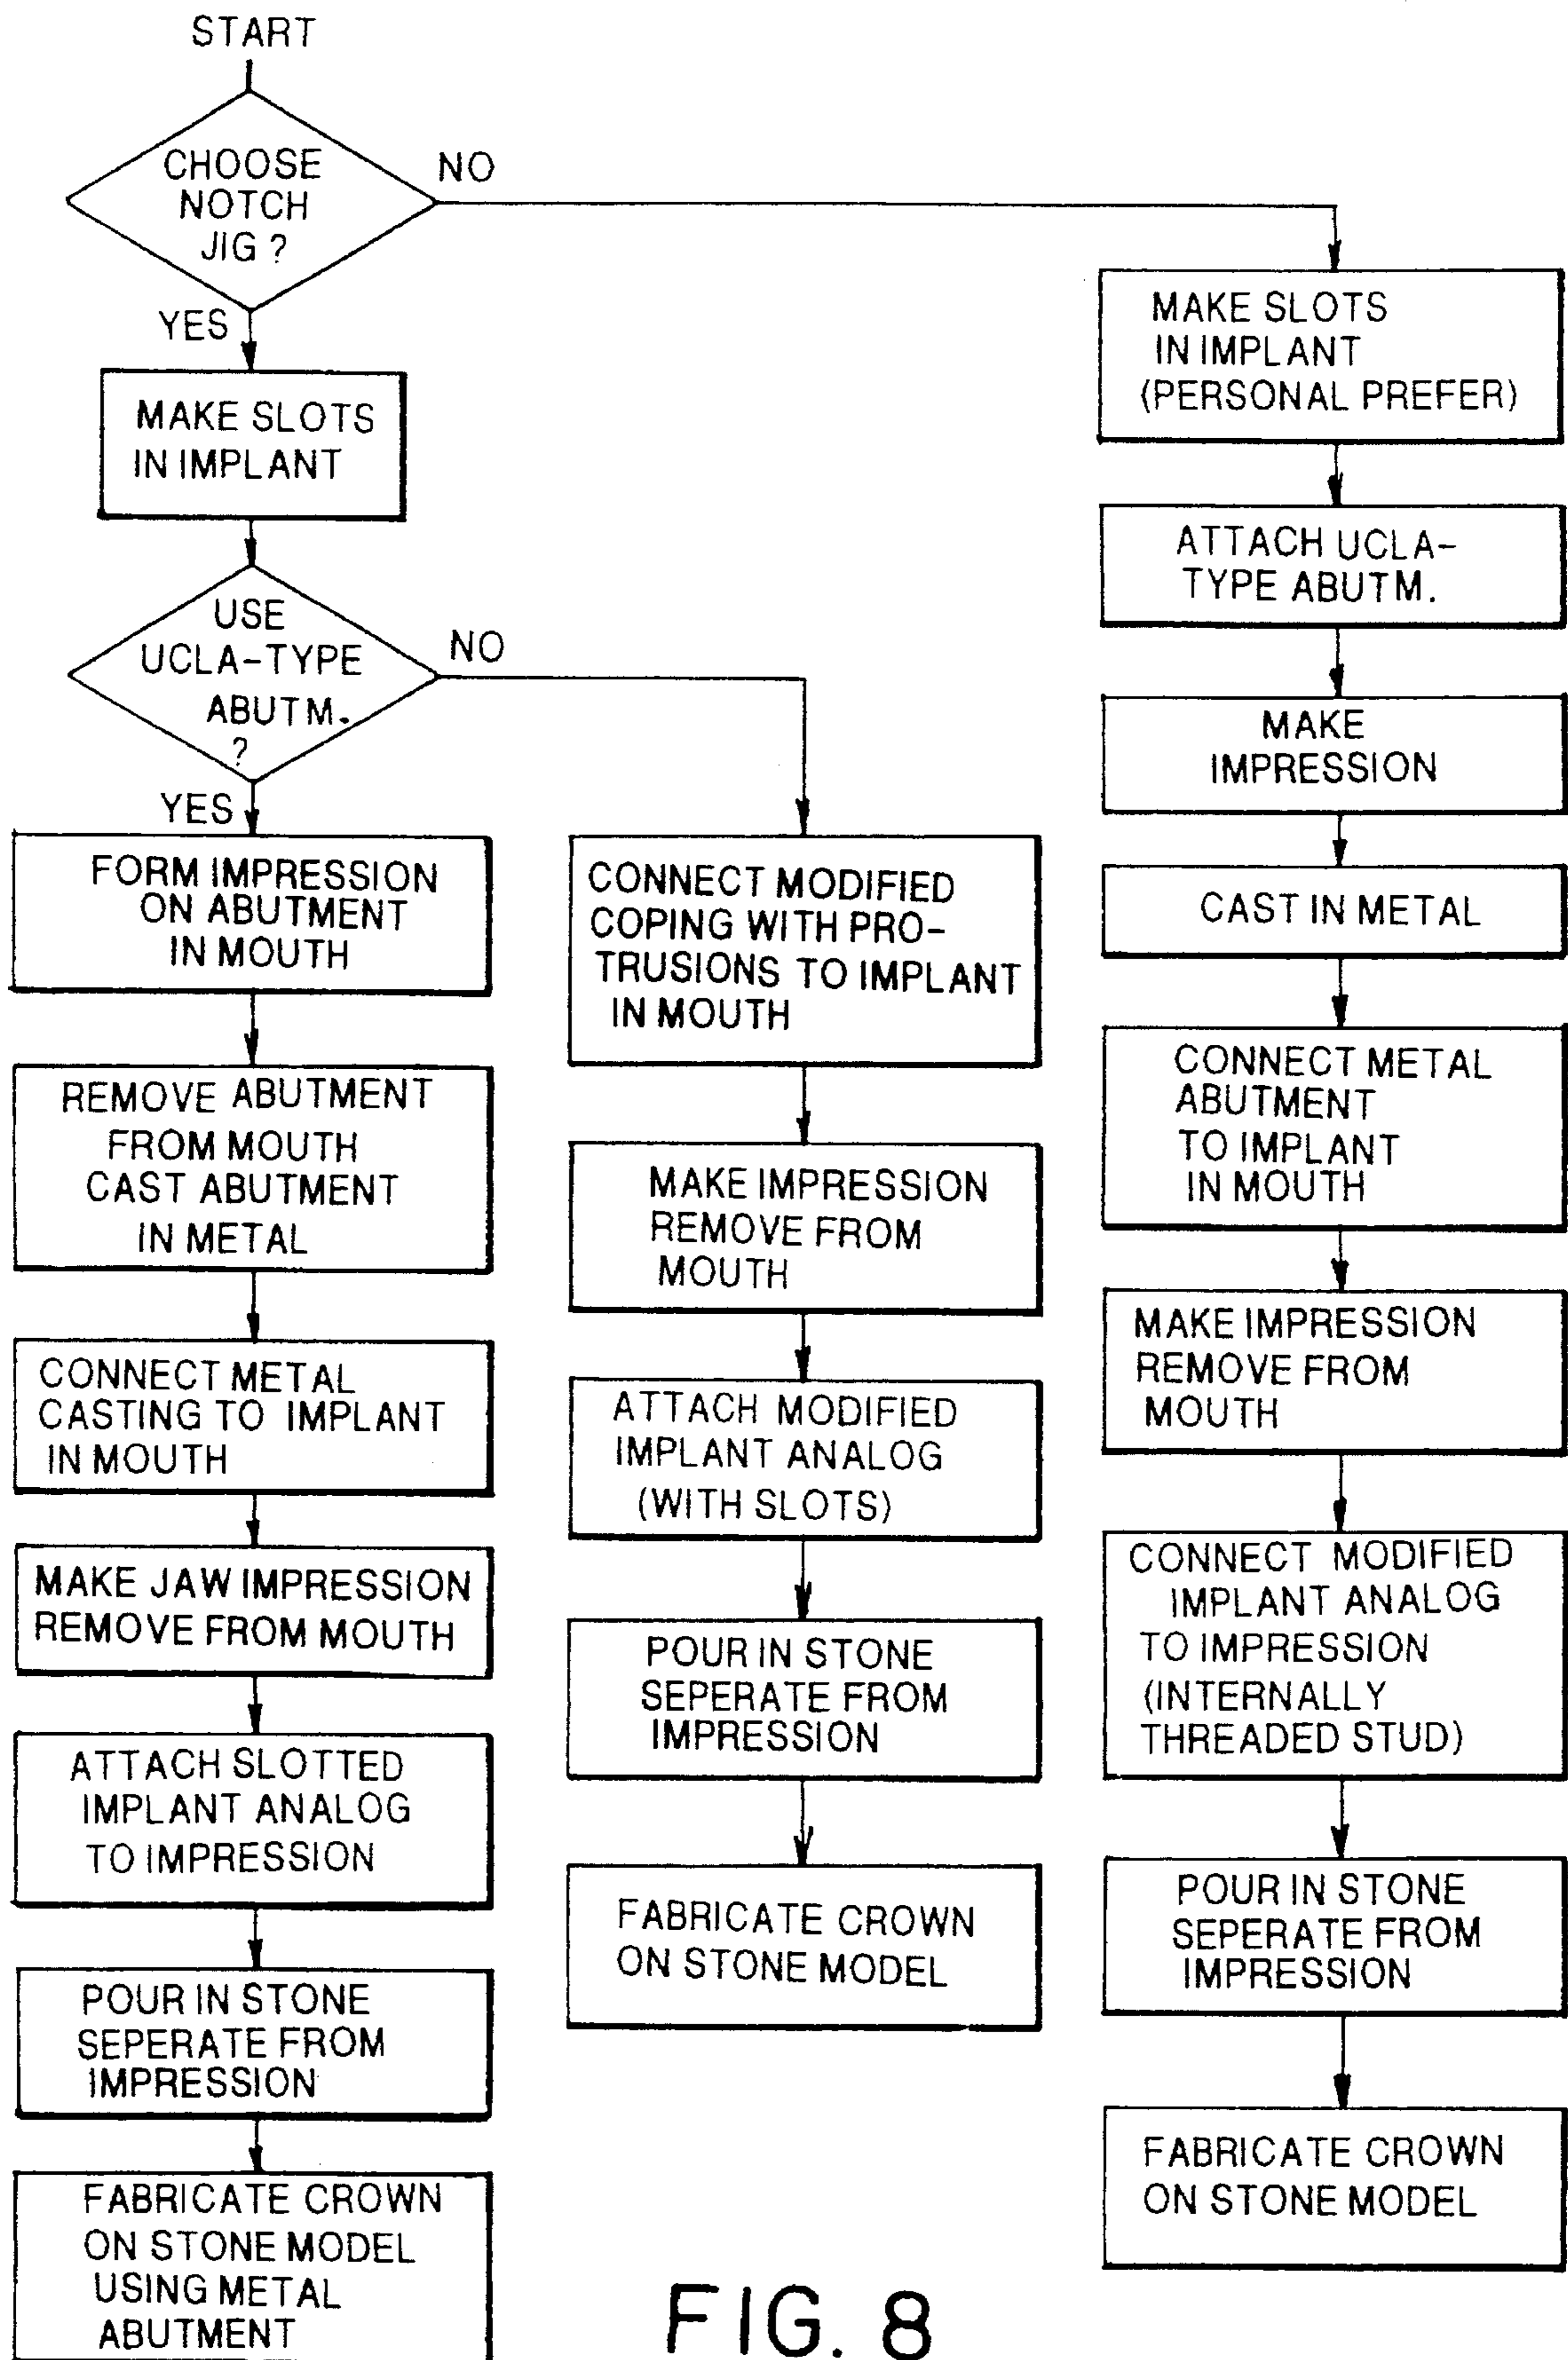 START
CHOOSE
NOTCH
JIG ?
NO
YES
MAKE SLOTS
IN IMPLANT
USE
UCLA-TYPE
ABUTM.
?
NO
YES
FORM IMPRESSION
ON ABUTMENT
IN MOUTH
REMOVE ABUTMENT
FROM MOUTH
CAST ABUTMENT
IN METAL
CONNECT METAL
CASTING TO IMPLANT
IN MOUTH
MAKE JAW IMPRESSION
REMOVE FROM MOUTH
ATTACH SLOTTED
IMPLANT ANALOG
TO IMPRESSION
POUR IN STONE
SEPERATE FROM
IMPRESSION
FABRICATE CROWN
ON STONE MODEL
USING METAL
ABUTMENT
CONNECT MODIFIED
COPING WITH PRO-
TRUSIONS TO IMPLANT
IN MOUTH
MAKE IMPRESSION
REMOVE FROM
MOUTH
ATTACH MODIFIED
IMPLANT ANALOG
(WITH SLOTS)
POUR IN STONE
SEPERATE FROM
IMPRESSION
FABRICATE CROWN
ON STONE MODEL
MAKE SLOTS
IN IMPLANT
(PERSONAL PREFER)
ATTACH UCLA-
TYPE ABUTM.
MAKE
IMPRESSION
CAST IN METAL
CONNECT METAL
ABUTMENT
TO IMPLANT
IN MOUTH
MAKE IMPRESSION
REMOVE FROM
MOUTH
CONNECT MODIFIED
IMPLANT ANALOG
TO IMPRESSION
(INTERNALLY
THREADED STUD)
POUR IN STONE
SEPERATE FROM
IMPRESSION
FABRICATE CROWN
ON STONE MODEL
FIG. 8